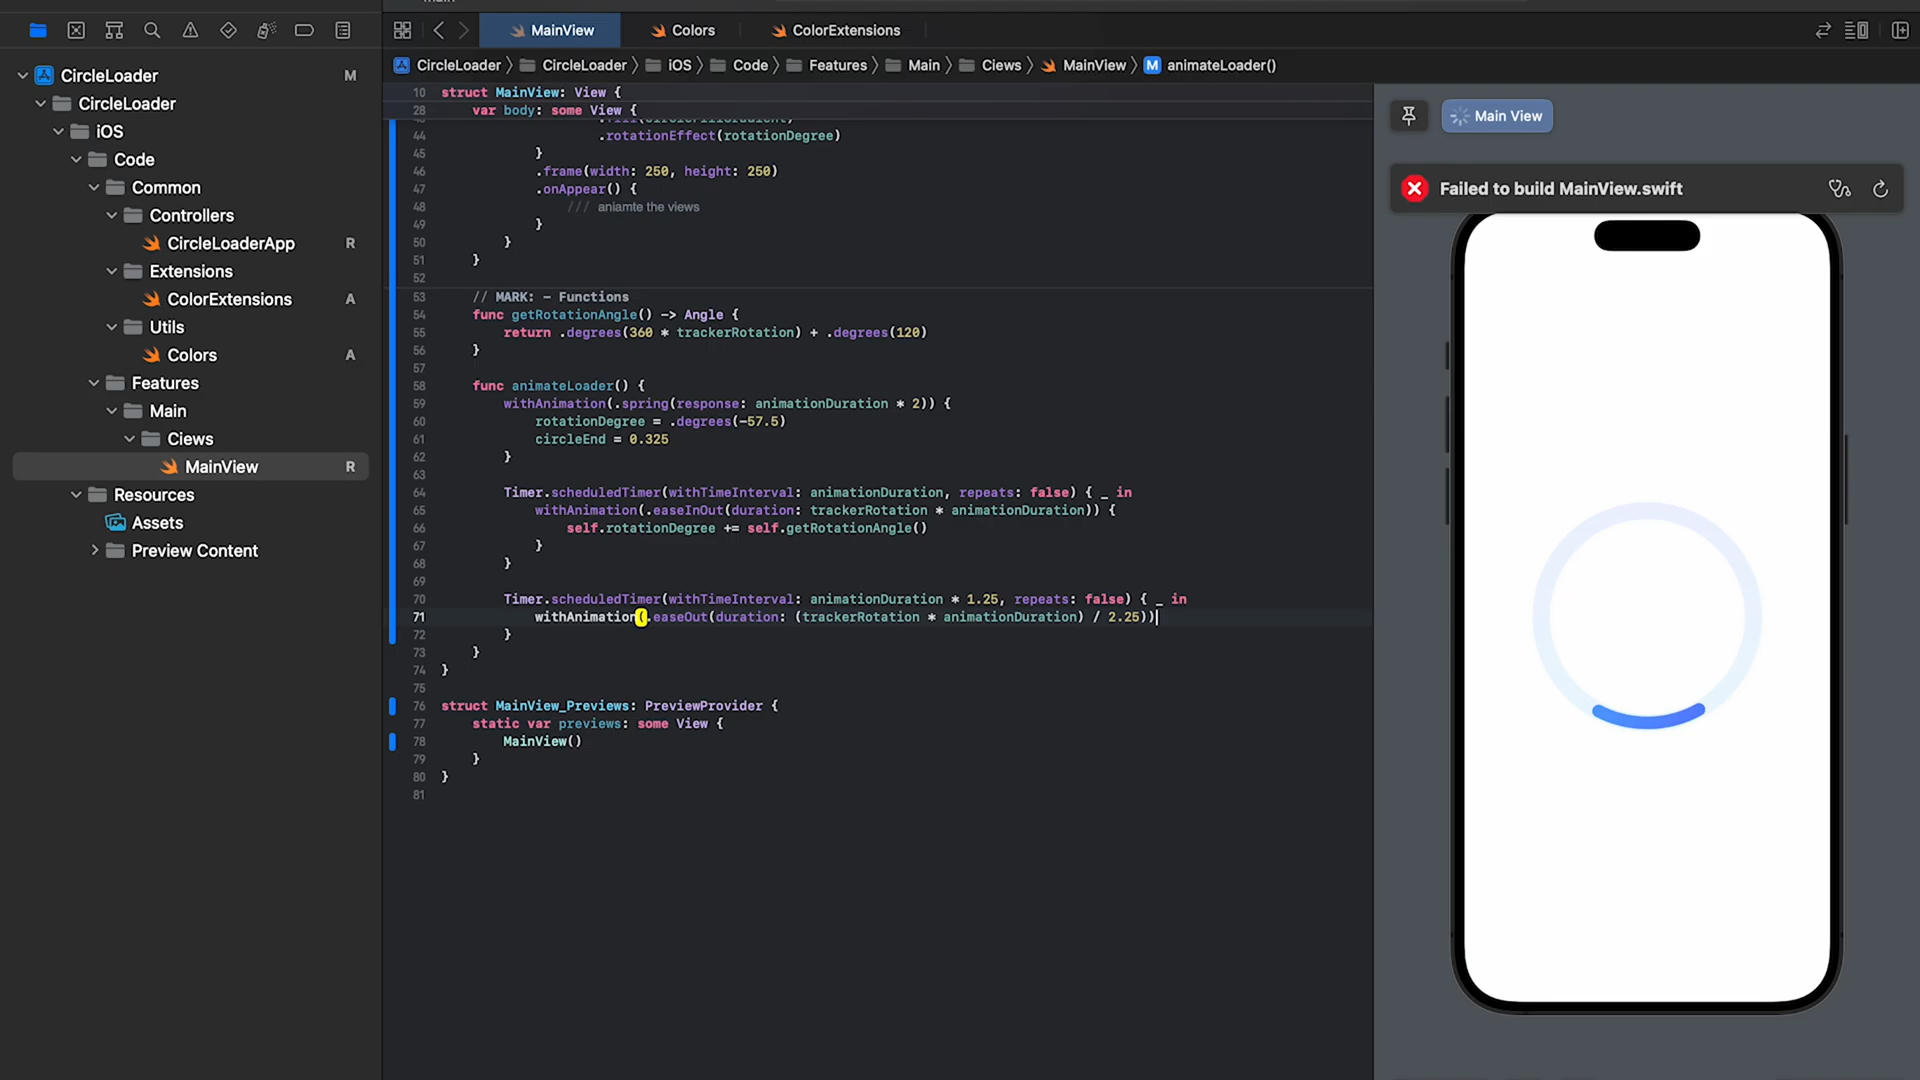 MainView
Colors
ColorExtensions
CircleLoader M
CircleLoader
iOS
Code
Common
Controllers
CircleLoaderApp R
Extensions
ColorExtensions A
Utils
Colors A
Features
Main
Ciews
MainView R
Resources
Assets
Preview Content
CircleLoader 〉 CircleLoader 〉 iOS 〉 Code 〉 Features 〉 Main 〉 Ciews 〉 MainView 〉 M animateLoader()
10 struct MainView: View {
28 var body: some View {
44 .rotationEffect(rotationDegree)
45 }
46 .frame(width: 250, height: 250)
47 .onAppear() {
48 /// aniamte the views
49 }
50 }
51 }
52
53 // MARK: - Functions
54 func getRotationAngle() -> Angle {
55 return .degrees(360 * trackerRotation) + .degrees(120)
56 }
57
58 func animateLoader() {
59 withAnimation(.spring(response: animationDuration * 2)) {
60 rotationDegree = .degrees(-57.5)
61 circleEnd = 0.325
62 }
63
64 Timer.scheduledTimer(withTimeInterval: animationDuration, repeats: false) { _ in
65 withAnimation(.easeInOut(duration: trackerRotation * animationDuration)) {
66 self.rotationDegree += self.getRotationAngle()
67 }
68 }
69
70 Timer.scheduledTimer(withTimeInterval: animationDuration * 1.25, repeats: false) { _ in
71 withAnimation(.easeOut(duration: (trackerRotation * animationDuration) / 2.25))
72 }
73 }
74 }
75
76 struct MainView_Previews: PreviewProvider {
77 static var previews: some View {
78 MainView()
79 }
80 }
81
Main View
Failed to build MainView.swift